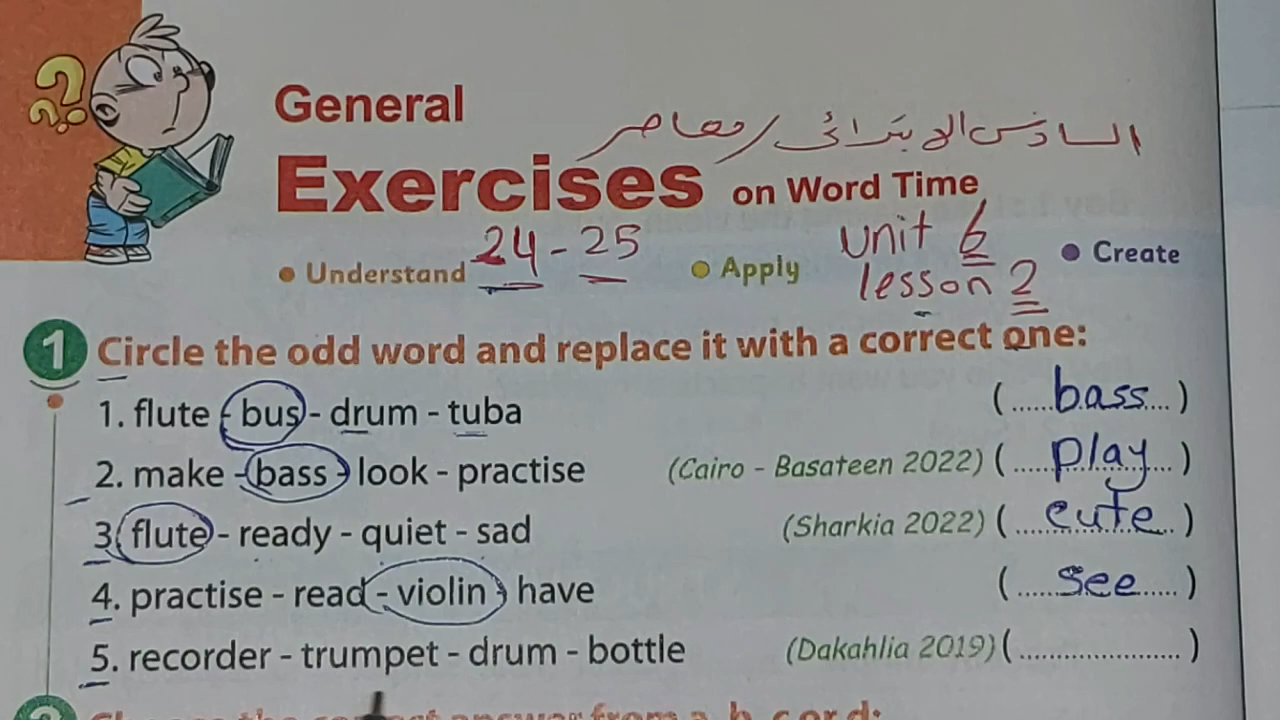 ??
General
السادس الابتدائى / معاصر
Exercises on Word Time
24 - 25 unit 6
• Understand • Apply lesson 2 • Create
1 Circle the odd word and replace it with a correct one:
1. flute - bus - drum - tuba (......bass....)
2. make - bass - look - practise (Cairo - Basateen 2022) (....play....)
3. flute - ready - quiet - sad (Sharkia 2022) (....cute....)
4. practise - read - violin - have (......see......)
5. recorder - trumpet - drum - bottle (Dakahlia 2019) (........................)